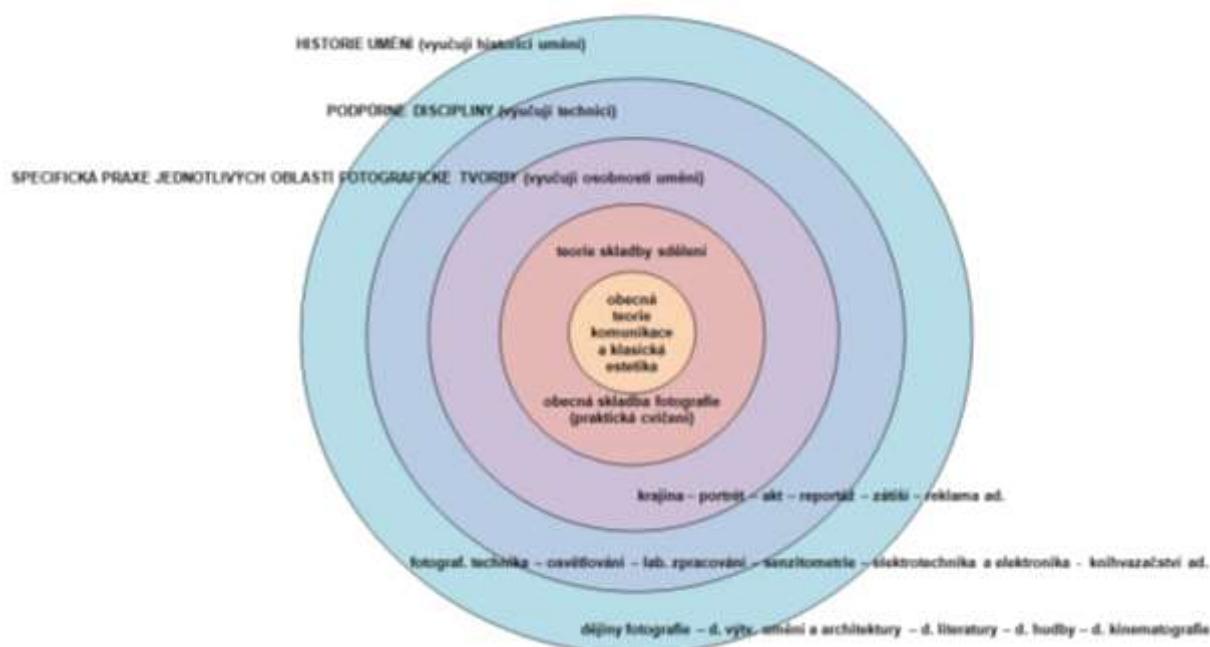 HISTORIE UMĚNÍ (vyučují historici umění)
PODPŮRNÉ DISCIPLINY (vyučují technici)
SPECIFICKÁ PRAXE JEDNOTLIVÝCH OBLASTÍ FOTOGRAFICKÉ TVORBY (vyučují osobnosti umění)
teorie skladby sdělení
obecná
teorie
komunikace
a klasická
estetika
obecná skladba fotografie
(praktická cvičení)
krajina – portrét – akt – reportáž – zátiší – reklama ad.
fotograf. technika – osvětlování – lab. zpracování – senzitometrie – elektrotechnika a elektronika - knihvazačství ad.
dějiny fotografie – d. výtv. umění a architektury – d. literatury – d. hudby – d. kinematografie